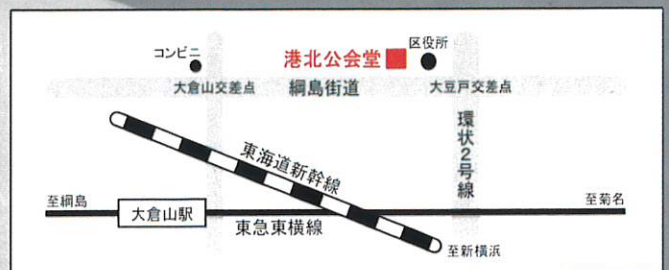 コンビニ
区役所
港北公会堂
大倉山交差点
綱島街道
大豆戸交差点
環状2号線
東海道新幹線
至綱島
大倉山駅
東急東横線
至菊名
至新横浜